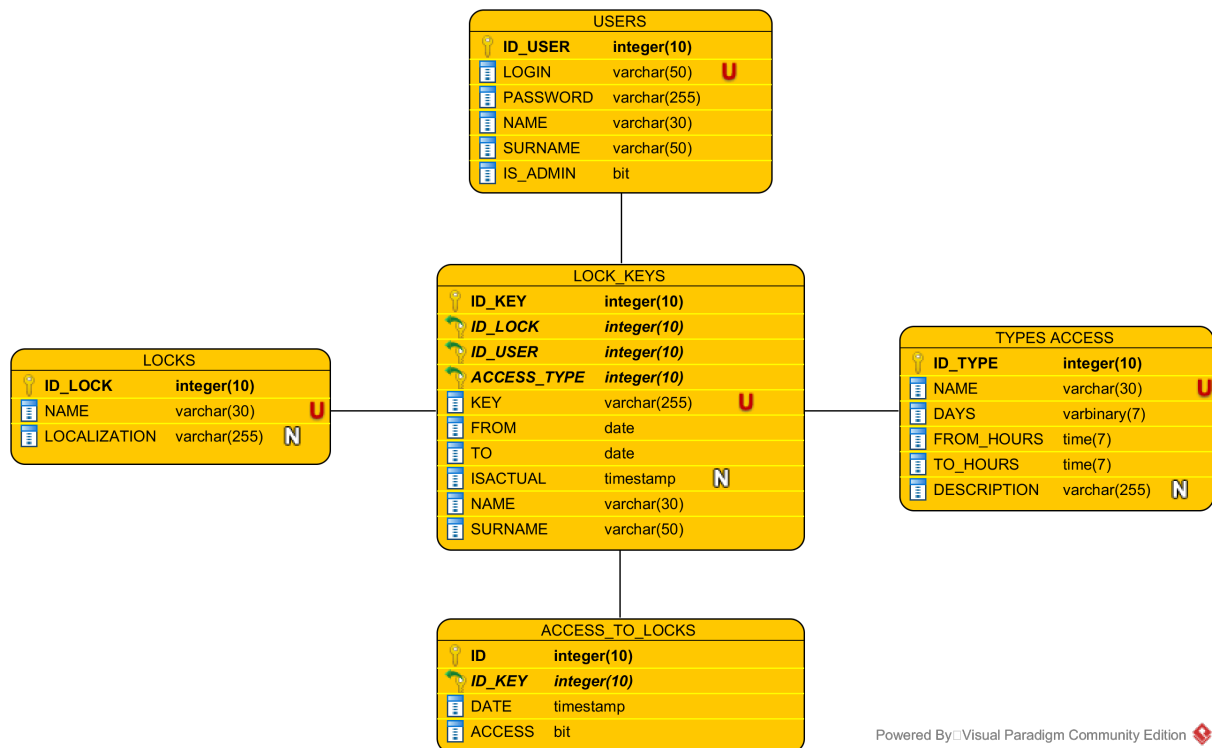 USERS
ID_USER integer(10)
LOGIN varchar(50) U
PASSWORD varchar(255)
NAME varchar(30)
SURNAME varchar(50)
IS_ADMIN bit
LOCK_KEYS
ID_KEY integer(10)
ID_LOCK integer(10)
ID_USER integer(10)
ACCESS_TYPE integer(10)
KEY varchar(255) U
FROM date
TO date
ISACTUAL timestamp N
NAME varchar(30)
SURNAME varchar(50)
LOCKS
ID_LOCK integer(10)
NAME varchar(30) U
LOCALIZATION varchar(255) N
TYPES ACCESS
ID_TYPE integer(10)
NAME varchar(30) U
DAYS varbinary(7)
FROM_HOURS time(7)
TO_HOURS time(7)
DESCRIPTION varchar(255) N
ACCESS_TO_LOCKS
ID integer(10)
ID_KEY integer(10)
DATE timestamp
ACCESS bit
Powered By Visual Paradigm Community Edition